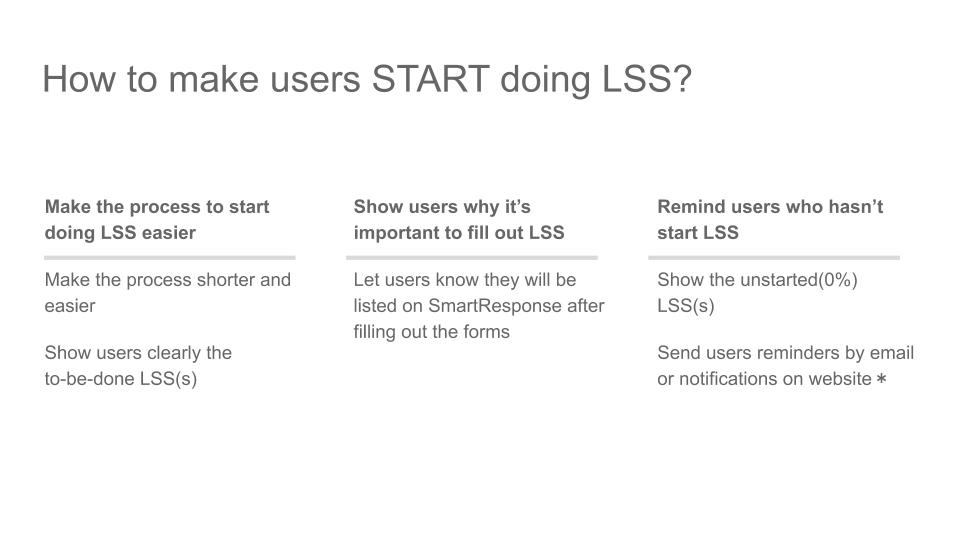 How to make users START doing LSS?
Make the process to start
doing LSS easier
Make the process shorter and
easier
Show users clearly the
to-be-done LSS(s)
Show users why it’s
important to fill out LSS
Let users know they will be
listed on SmartResponse after
filling out the forms
Remind users who hasn’t
start LSS
Show the unstarted(0%)
LSS(s)
Send users reminders by email
or notifications on website *